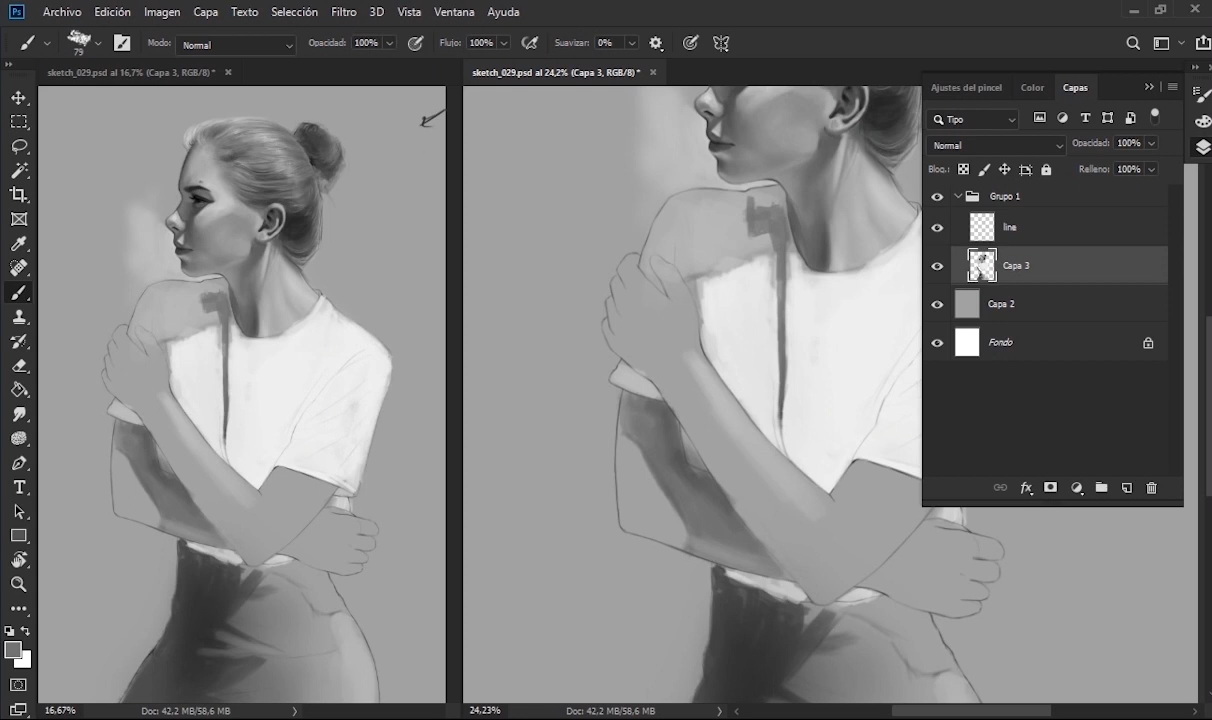 Ps Archivo Edición Imagen Capa Texto Selección Filtro 3D Vista Ventana Ayuda
79 Modo: Normal Opacidad: 100% Flujo: 100% Suavizar: 0%
sketch_029.psd al 16,7% (Capa 3, RGB/8) * × sketch_029.psd al 24,2% (Capa 3, RGB/8) * ×
Ajustes del pincel Color Capas
Tipo
Normal Opacidad: 100%
Bloq.: Relleno: 100%
Grupo 1
line
Capa 3
Capa 2
Fondo
fx
16,67% Doc: 42,2 MB/58,6 MB 24,23% Doc: 42,2 MB/58,6 MB